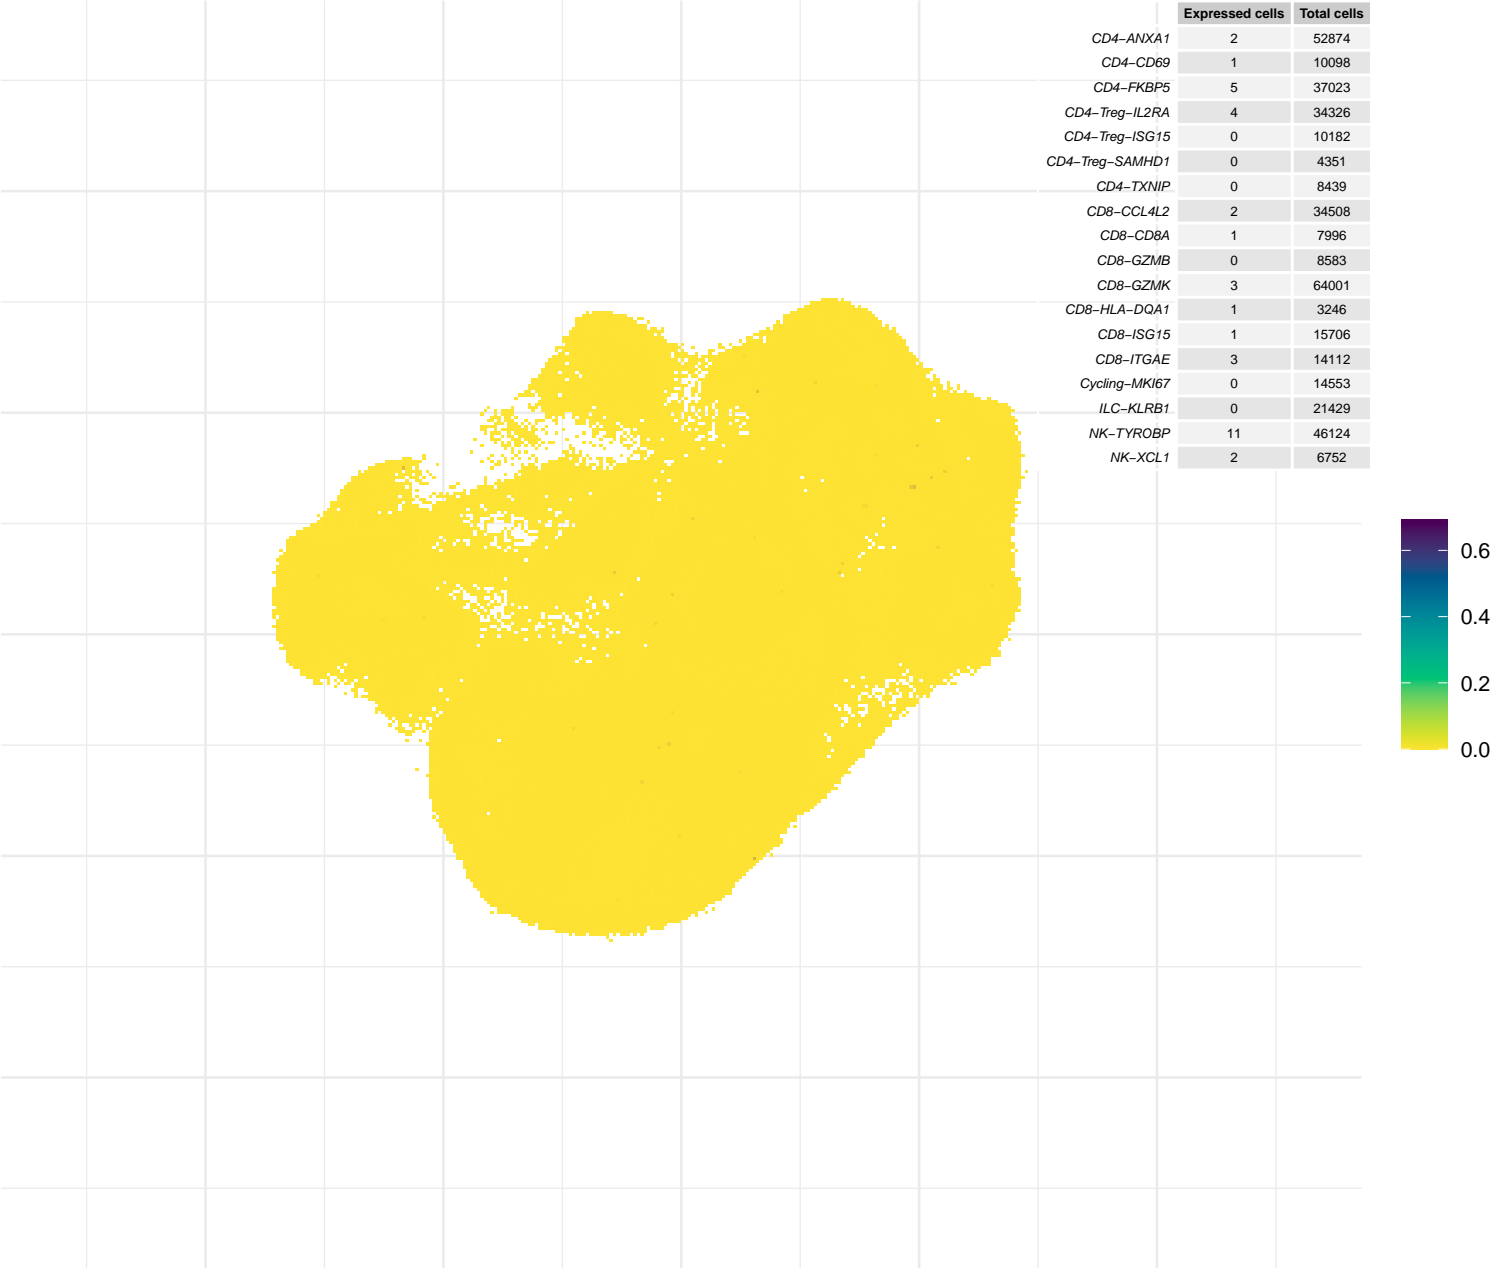 Expressed cells Total cells
CD4−ANXA1 2 52874
CD4−CD69 1 10098
CD4−FKBP5 5 37023
CD4−Treg−IL2RA 4 34326
CD4−Treg−ISG15 0 10182
CD4−Treg−SAMHD1 0 4351
CD4−TXNIP 0 8439
CD8−CCL4L2 2 34508
CD8−CD8A 1 7996
CD8−GZMB 0 8583
CD8−GZMK 3 64001
CD8−HLA−DQA1 1 3246
CD8−ISG15 1 15706
CD8−ITGAE 3 14112
Cycling−MKI67 0 14553
ILC−KLRB1 0 21429
NK−TYROBP 11 46124
NK−XCL1 2 6752
0.6
0.4
0.2
0.0